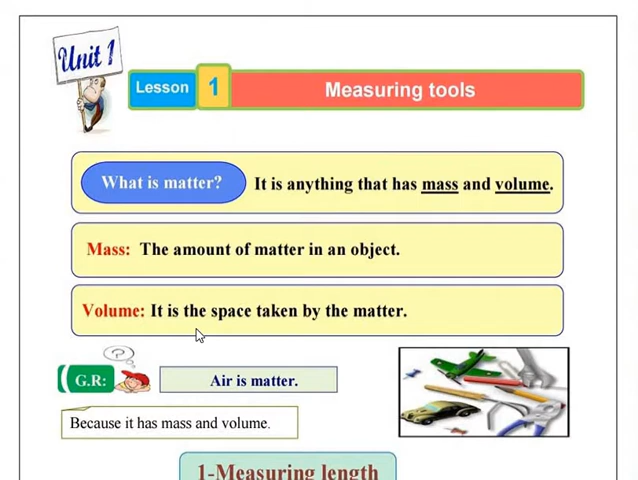 Unit 1
Lesson 1 Measuring tools
What is matter? It is anything that has mass and volume.
Mass: The amount of matter in an object.
Volume: It is the space taken by the matter.
?
G.R: Air is matter.
Because it has mass and volume.
1-Measuring length